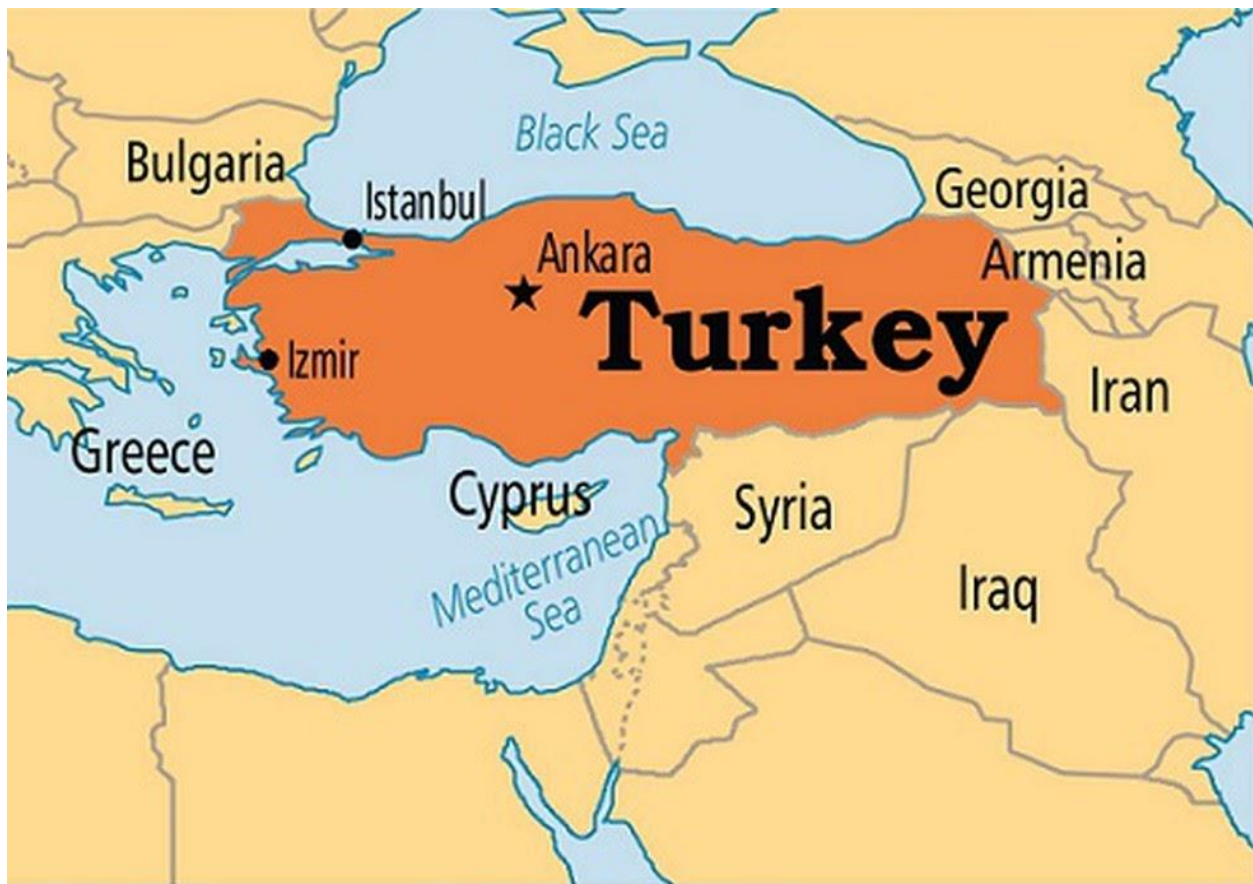 Black Sea
Bulgaria
Istanbul
Georgia
Ankara
Armenia
Turkey
Izmir
Iran
Greece
Cyprus
Syria
Mediterranean
Sea
Iraq